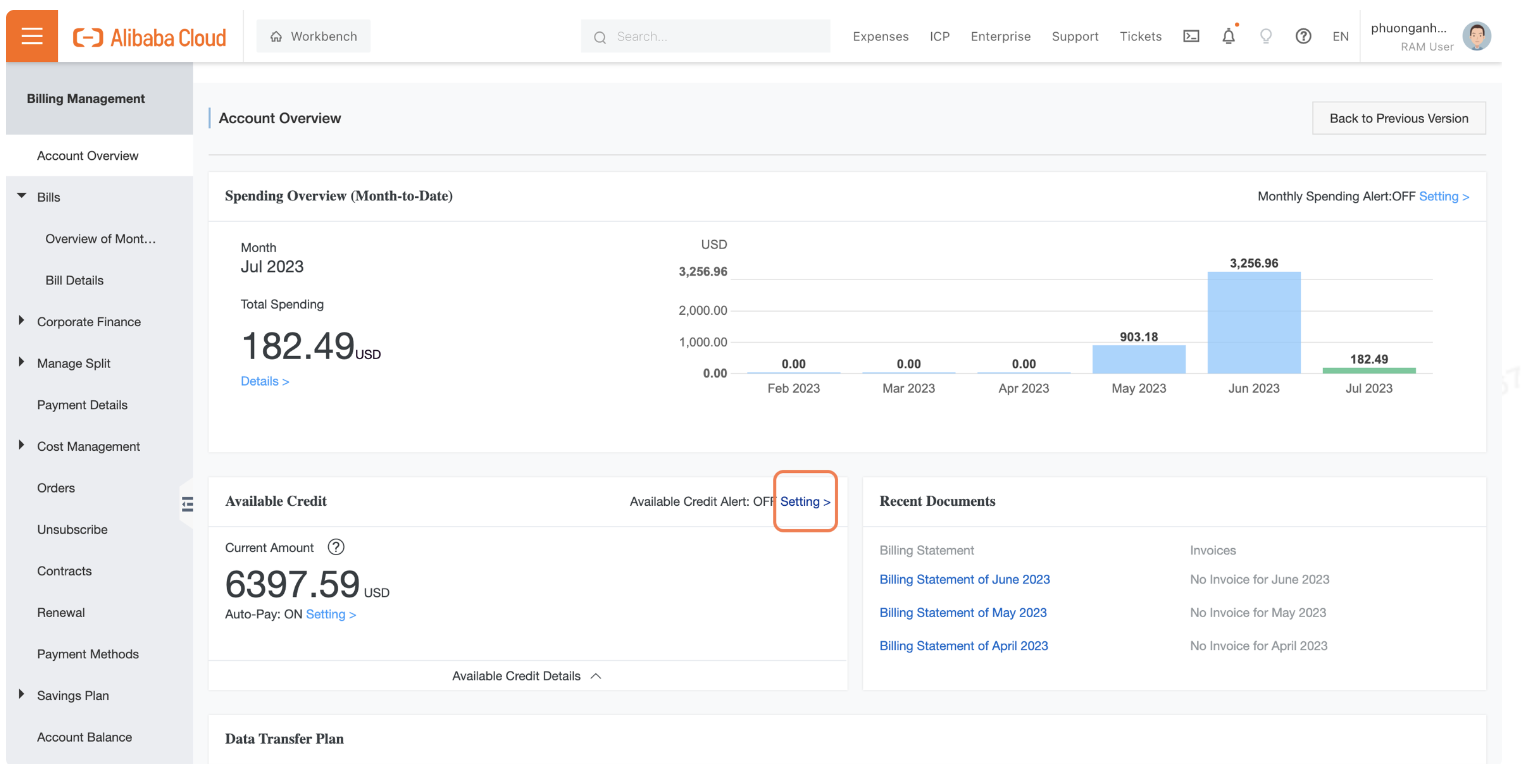 Alibaba Cloud
Workbench
Search...
Expenses
ICP
Enterprise
Support
Tickets
EN
phuonganh...
RAM User
Billing Management
Account Overview
Bills
Overview of Mont...
Bill Details
Corporate Finance
Manage Split
Payment Details
Cost Management
Orders
Unsubscribe
Contracts
Renewal
Payment Methods
Savings Plan
Account Balance
Account Overview
Back to Previous Version
Spending Overview (Month-to-Date)
Monthly Spending Alert:OFF Setting >
Month
Jul 2023
Total Spending
182.49USD
Details >
USD
3,256.96
2,000.00
1,000.00
0.00
0.00
0.00
0.00
903.18
3,256.96
182.49
Feb 2023
Mar 2023
Apr 2023
May 2023
Jun 2023
Jul 2023
Available Credit
Available Credit Alert: OFF Setting >
Current Amount ?
6397.59 USD
Auto-Pay: ON Setting >
Available Credit Details
Recent Documents
Billing Statement
Invoices
Billing Statement of June 2023
No Invoice for June 2023
Billing Statement of May 2023
No Invoice for May 2023
Billing Statement of April 2023
No Invoice for April 2023
Data Transfer Plan